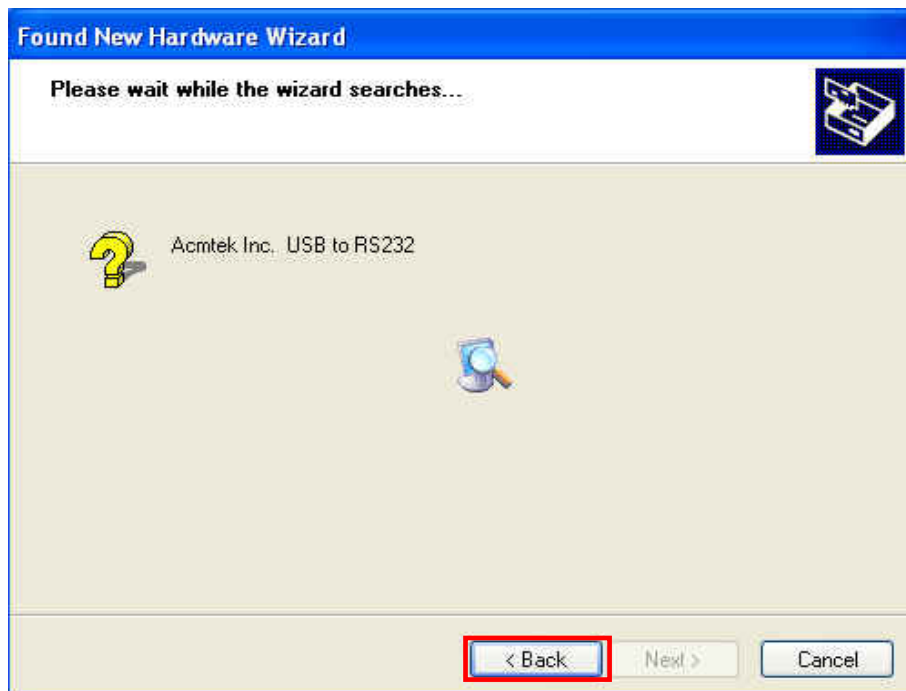 Found New Hardware Wizard
Please wait while the wizard searches...
Acmtek Inc.  USB to RS232
< Back
Next >
Cancel